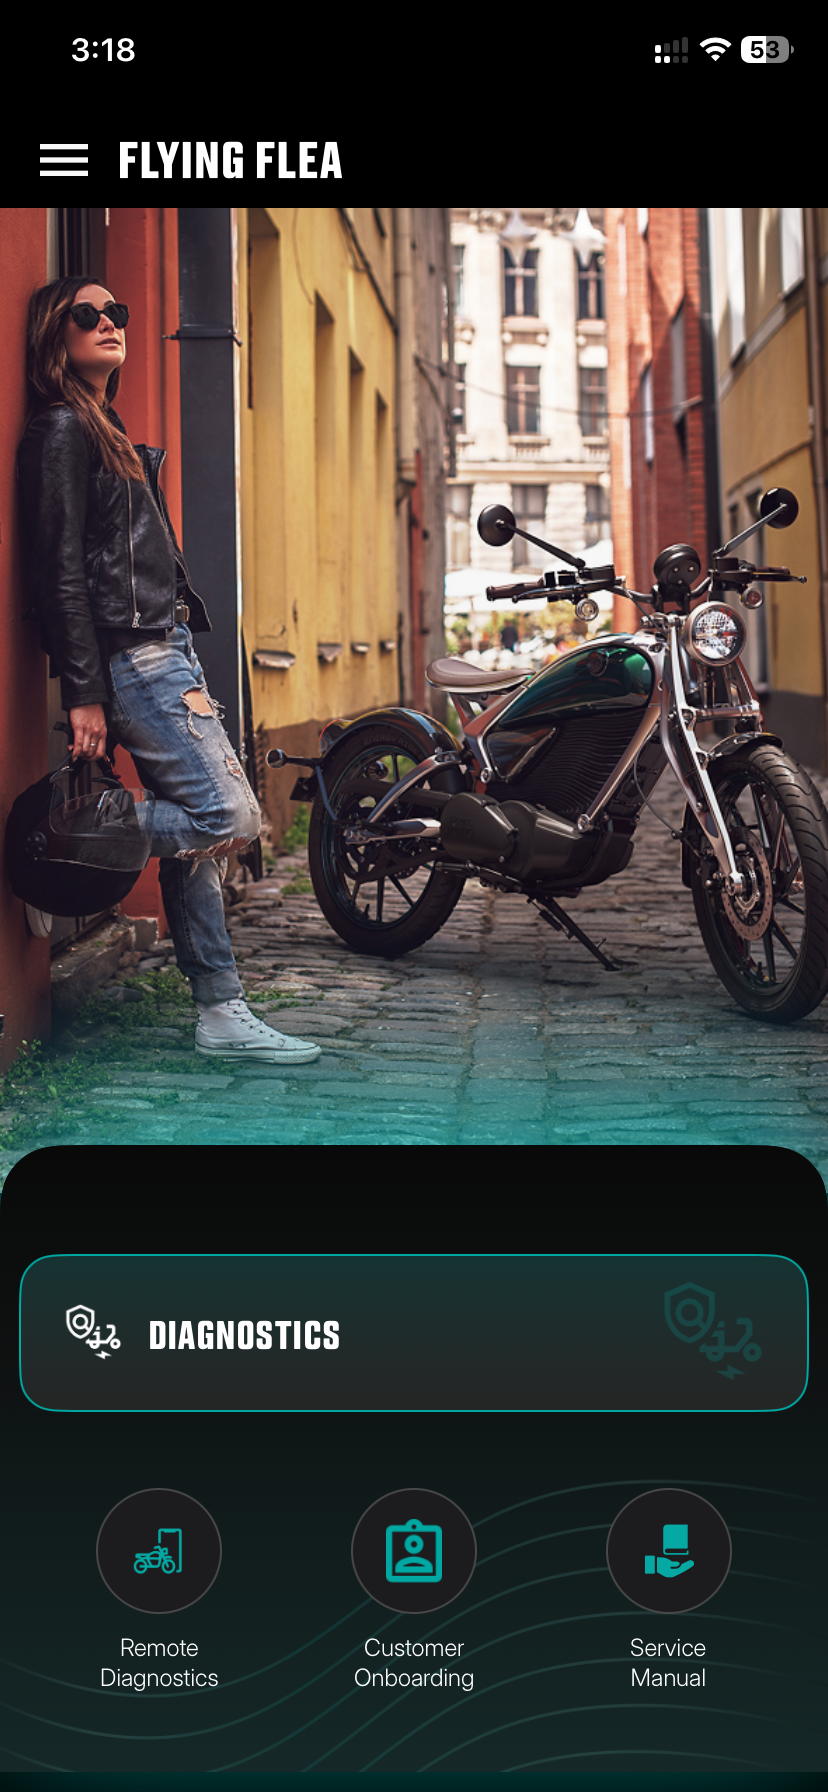 3:18
53
FLYING FLEA
DIAGNOSTICS
Remote
Diagnostics
Customer
Onboarding
Service
Manual